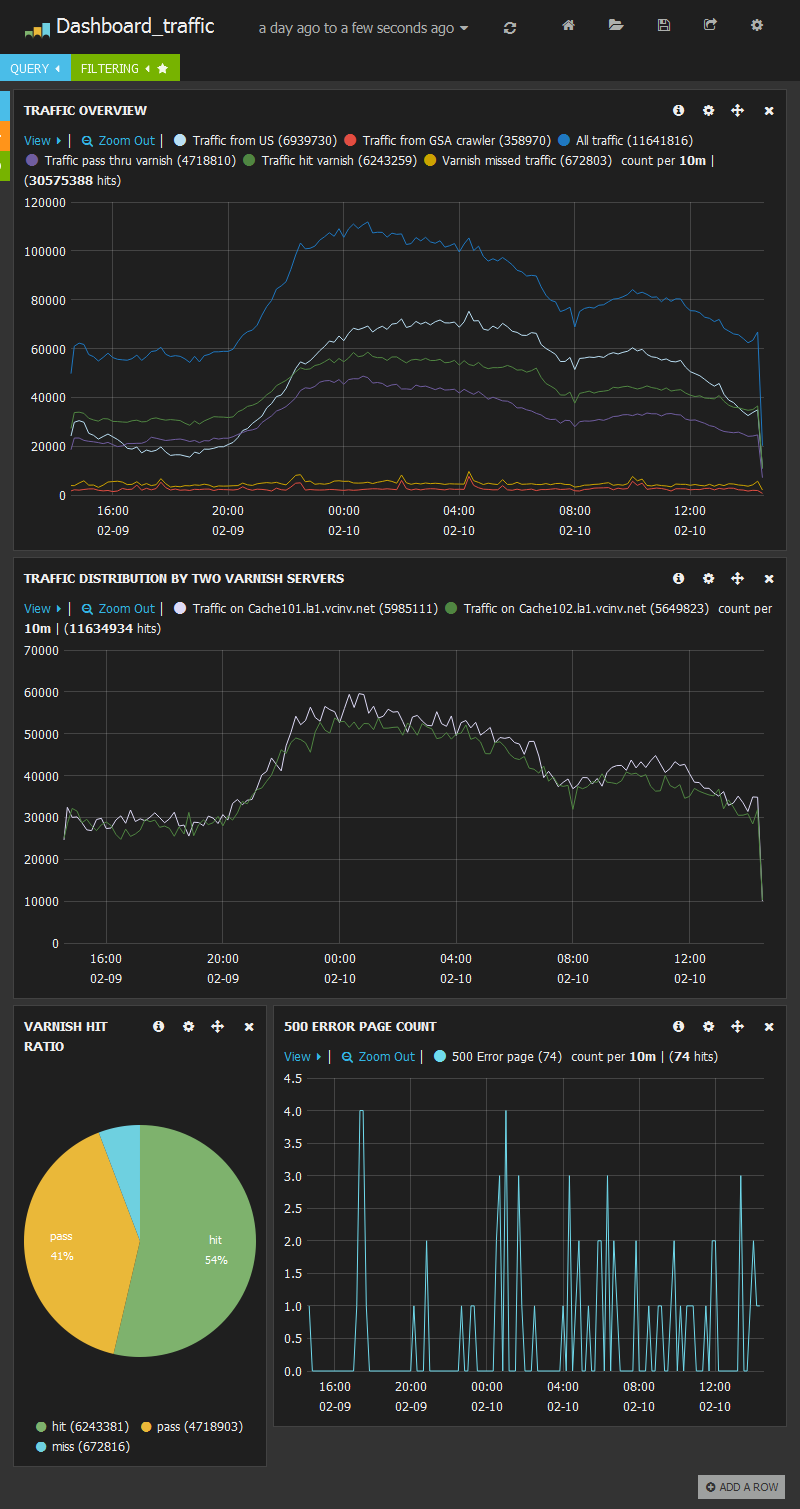 Dashboard_traffic
a day ago to a few seconds ago
QUERY
FILTERING
TRAFFIC OVERVIEW
View | Zoom Out | Traffic from US (6939730) Traffic from GSA crawler (358970) All traffic (11641816)
Traffic pass thru varnish (4718810) Traffic hit varnish (6243259) Varnish missed traffic (672803) count per 10m |
(30575388 hits)
120000
100000
80000
60000
40000
20000
0
16:00 20:00 00:00 04:00 08:00 12:00
02-09 02-09 02-10 02-10 02-10 02-10
TRAFFIC DISTRIBUTION BY TWO VARNISH SERVERS
View | Zoom Out | Traffic on Cache101.la1.vcinv.net (5985111) Traffic on Cache102.la1.vcinv.net (5649823) count per
10m | (11634934 hits)
70000
60000
50000
40000
30000
20000
10000
0
16:00 20:00 00:00 04:00 08:00 12:00
02-09 02-09 02-10 02-10 02-10 02-10
VARNISH HIT
RATIO
pass
41%
hit
54%
hit (6243381) pass (4718903)
miss (672816)
500 ERROR PAGE COUNT
View | Zoom Out | 500 Error page (74) count per 10m | (74 hits)
4.5
4.0
3.5
3.0
2.5
2.0
1.5
1.0
0.5
0.0
16:00 20:00 00:00 04:00 08:00 12:00
02-09 02-09 02-10 02-10 02-10 02-10
ADD A ROW